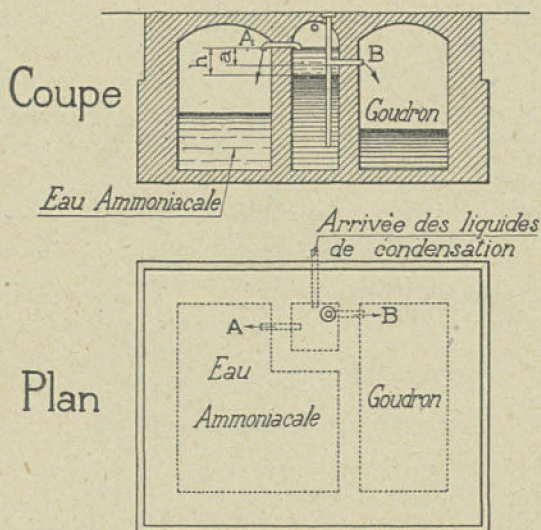 A
B
h
a
Coupe
Goudron
Eau Ammoniacale
Arrivée des liquides
de condensation
A
B
Eau
Ammoniacale
Goudron
Plan